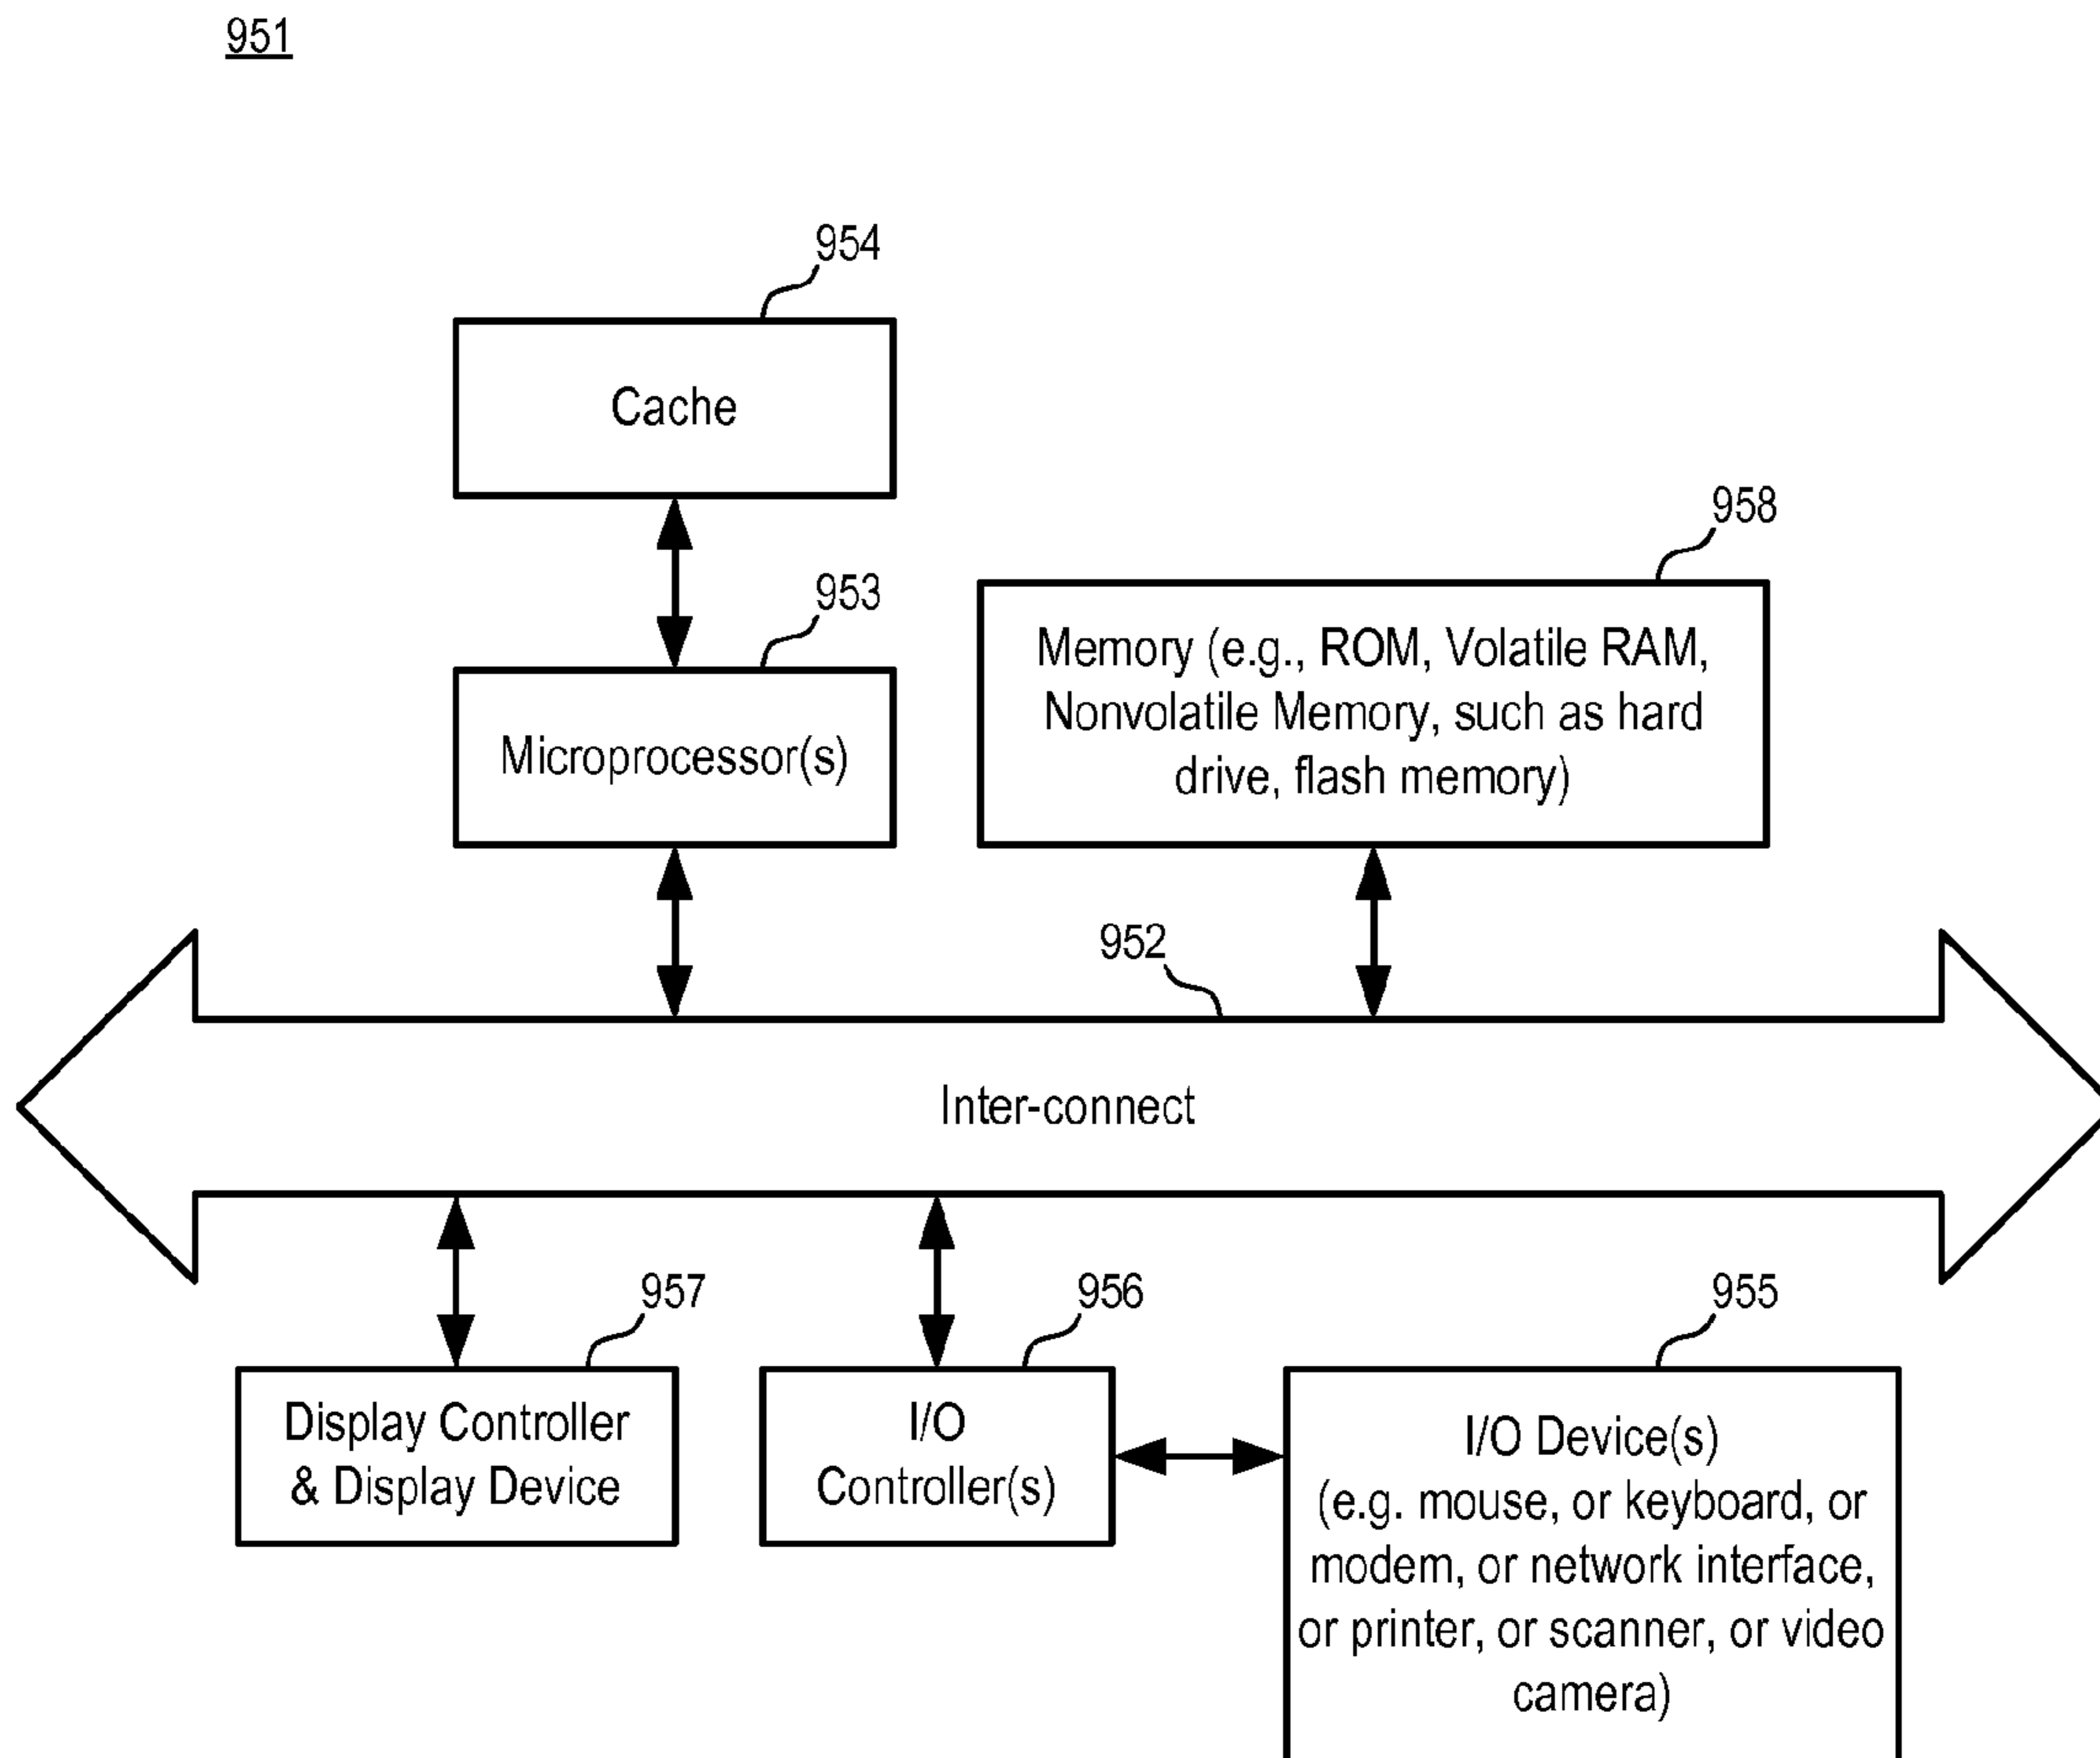 951
954
Cache
958
953
Memory (e.g., ROM, Volatile RAM,
Nonvolatile Memory, such as hard
drive, flash memory)
Microprocessor(s)
952
Inter-connect
957
956
955
Display Controller
& Display Device
I/O
Controller(s)
I/O Device(s)
(e.g. mouse, or keyboard, or
modem, or network interface,
or printer, or scanner, or video
camera)